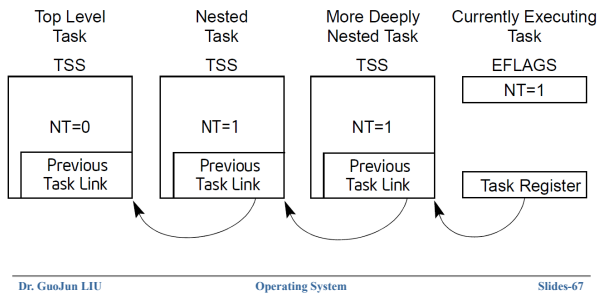 Top Level
Task
TSS
NT=0
Previous
Task Link
Nested
Task
TSS
NT=1
Previous
Task Link
More Deeply
Nested Task
TSS
NT=1
Previous
Task Link
Currently Executing
Task
EFLAGS
NT=1
Task Register
Dr. GuoJun LIU
Operating System
Slides-67